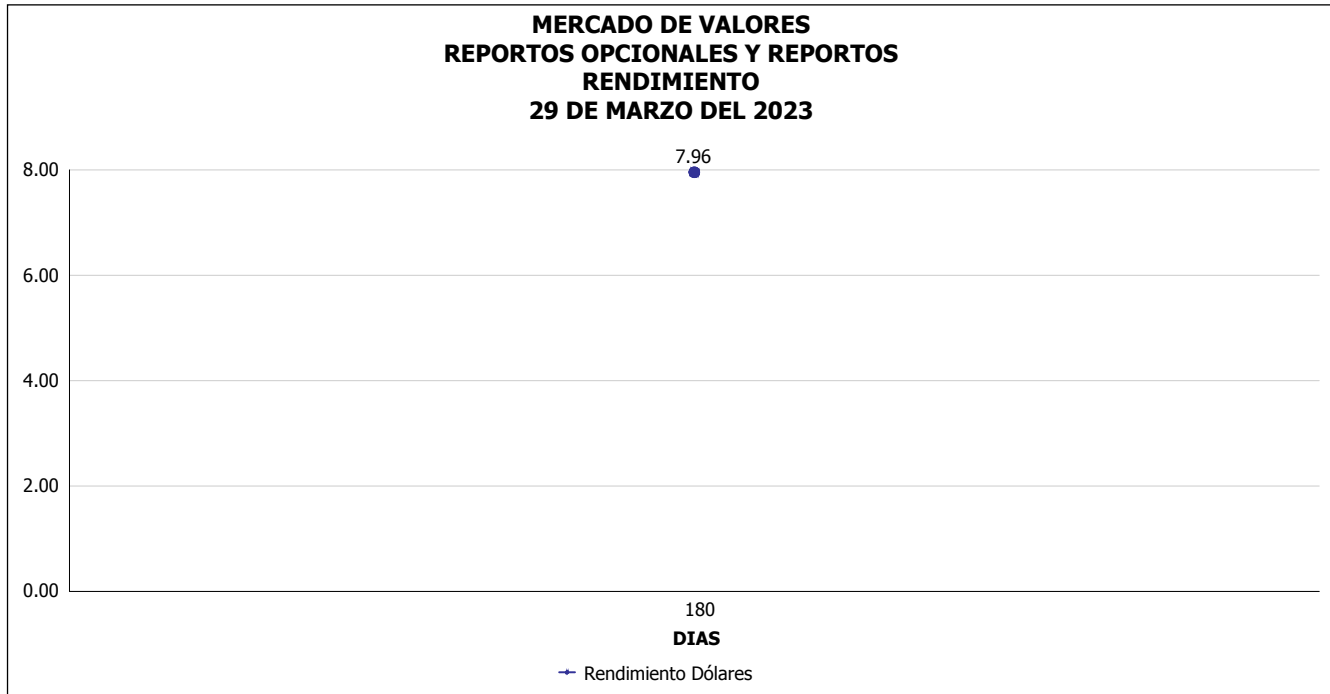 MERCADO DE VALORES
REPORTOS OPCIONALES Y REPORTOS
RENDIMIENTO
29 DE MARZO DEL 2023
7.96
8.00
6.00
4.00
2.00
0.00
180
DIAS
Rendimiento Dólares